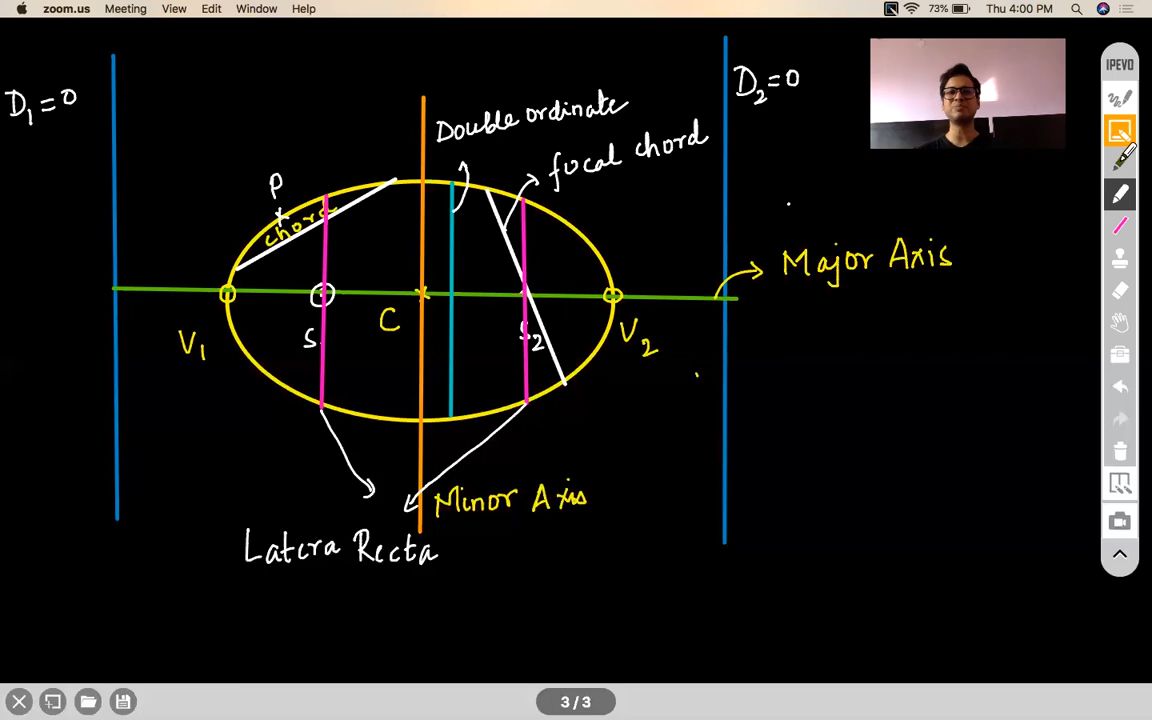 zoom.us Meeting View Edit Window Help
73% Thu 4:00 PM
IPEVO
D₁=0
D₂=0
Double ordinate
focal chord
P
chord
Major Axis
C
S
S₂
V₁
V₂
Minor Axis
Latera Recta
3/3